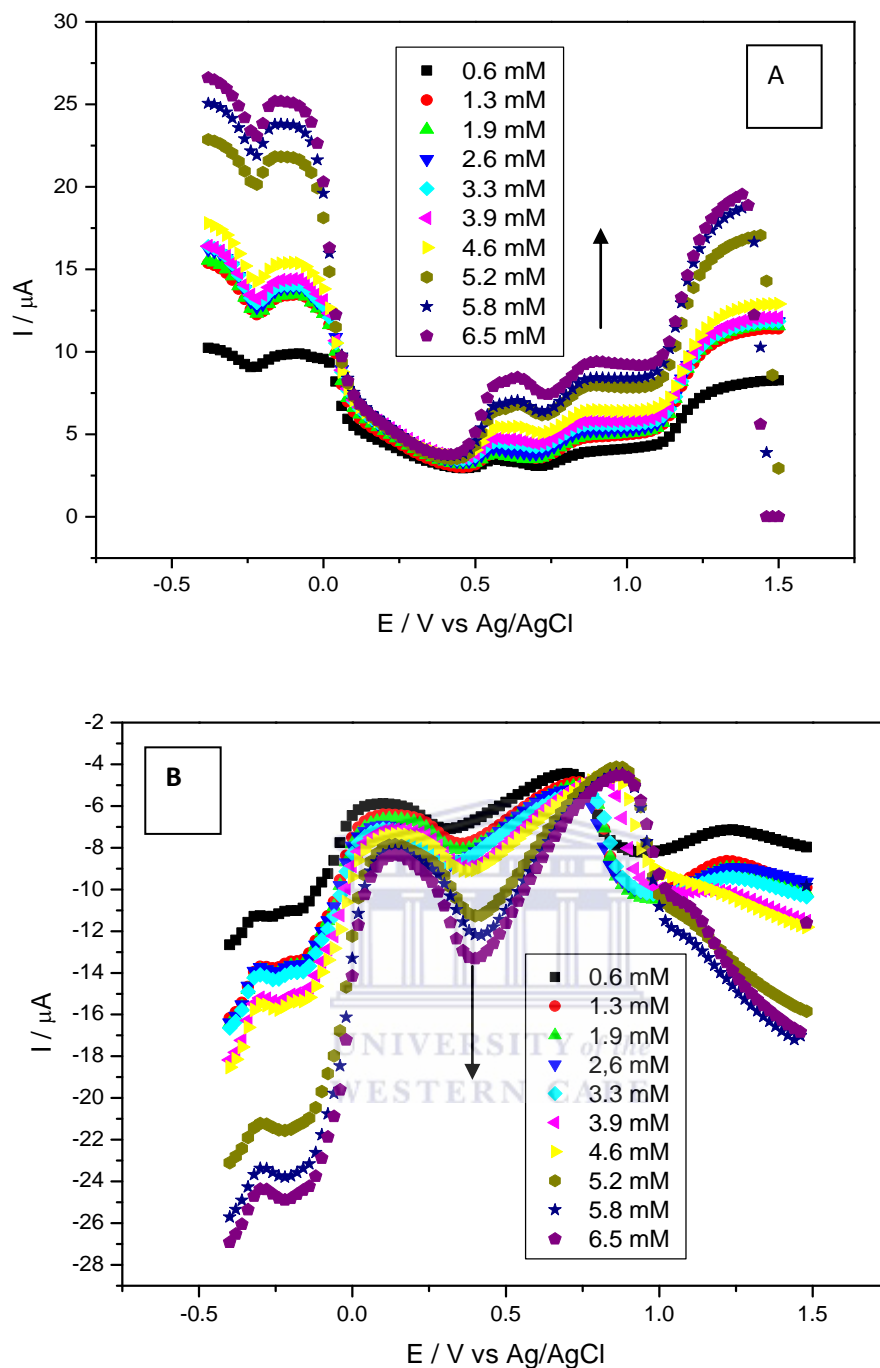 30
25
20
15
10
5
0
I / μA
-0.5
0.0
0.5
1.0
1.5
E / V vs Ag/AgCl
A
0.6 mM
1.3 mM
1.9 mM
2.6 mM
3.3 mM
3.9 mM
4.6 mM
5.2 mM
5.8 mM
6.5 mM
-2
-4
-6
-8
-10
-12
-14
-16
-18
-20
-22
-24
-26
-28
I / μA
-0.5
0.0
0.5
1.0
1.5
E / V vs Ag/AgCl
B
0.6 mM
1.3 mM
1.9 mM
2,6 mM
3.3 mM
3.9 mM
4.6 mM
5.2 mM
5.8 mM
6.5 mM
UNIVERSITY of the
WESTERN CAPE